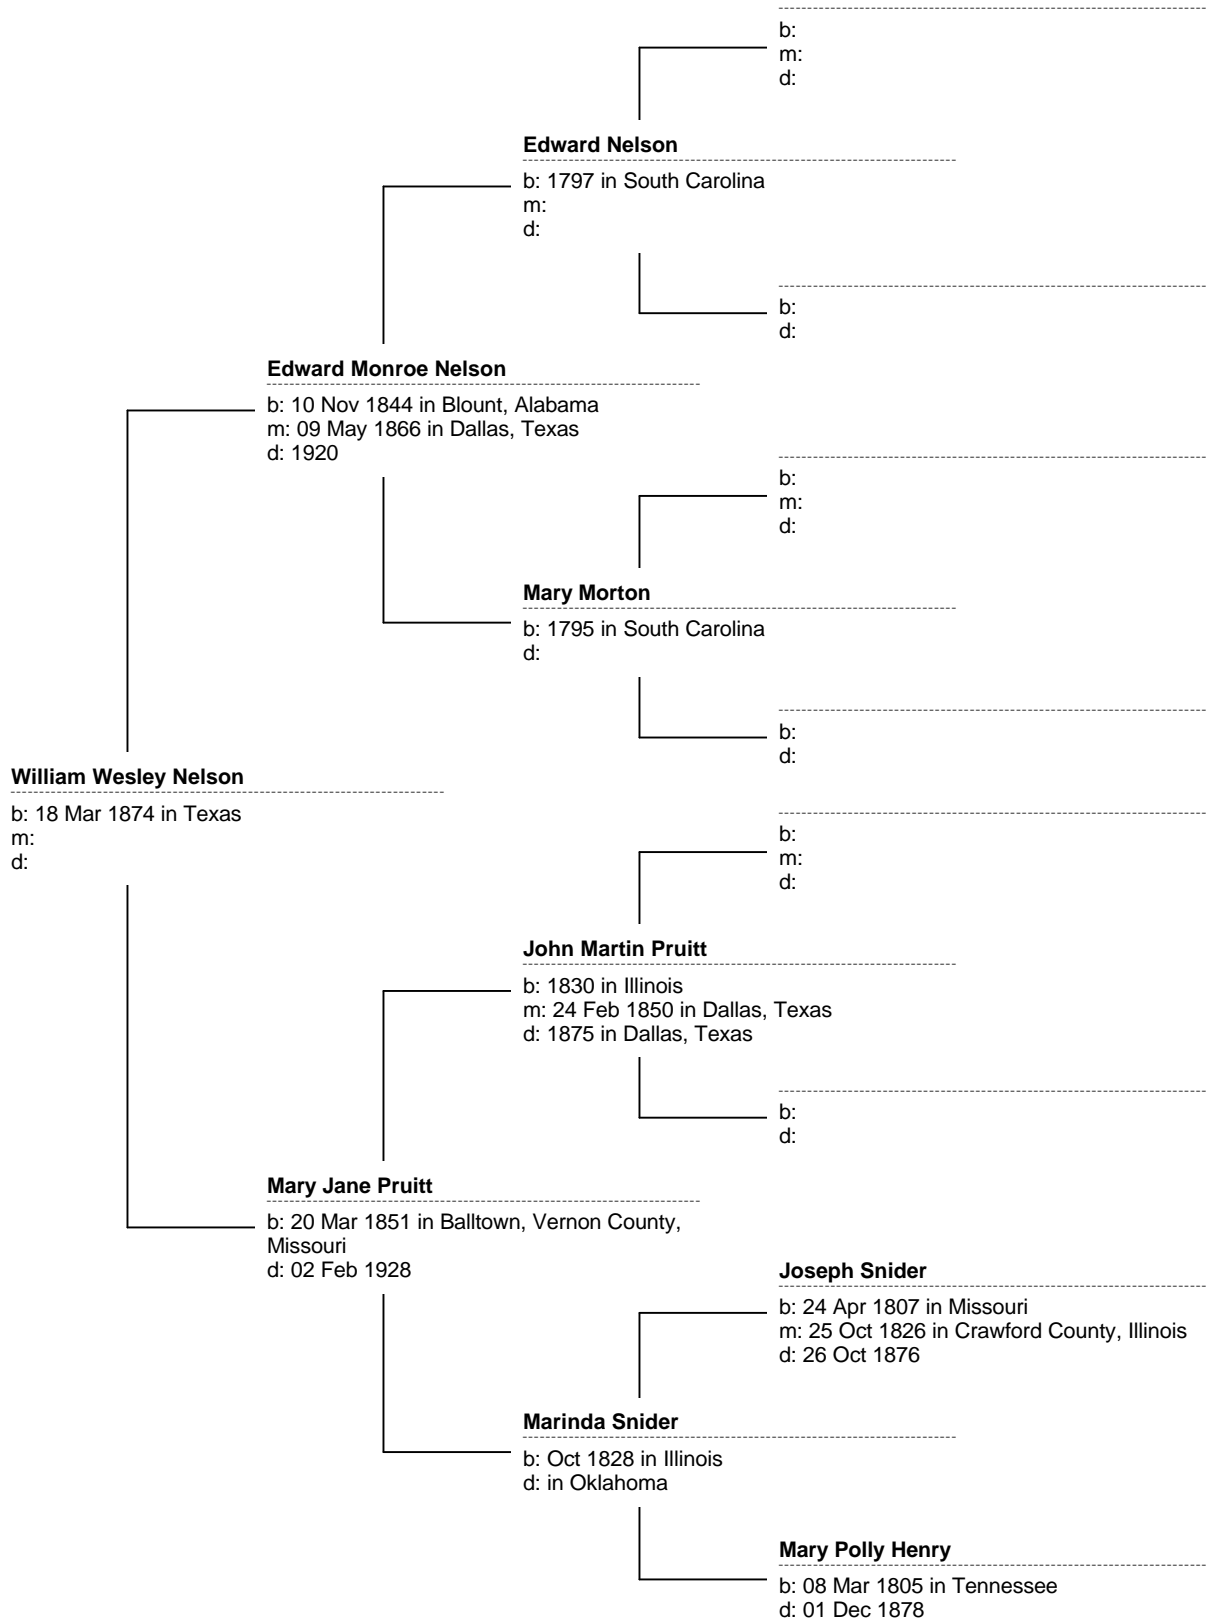 b:
m:
d:
Edward Nelson
b: 1797 in South Carolina
m:
d:
b:
d:
Edward Monroe Nelson
b: 10 Nov 1844 in Blount, Alabama
m: 09 May 1866 in Dallas, Texas
d: 1920
b:
m:
d:
Mary Morton
b: 1795 in South Carolina
d:
b:
d:
William Wesley Nelson
b: 18 Mar 1874 in Texas
m:
d:
b:
m:
d:
John Martin Pruitt
b: 1830 in Illinois
m: 24 Feb 1850 in Dallas, Texas
d: 1875 in Dallas, Texas
b:
d:
Mary Jane Pruitt
b: 20 Mar 1851 in Balltown, Vernon County,
Missouri
d: 02 Feb 1928
Joseph Snider
b: 24 Apr 1807 in Missouri
m: 25 Oct 1826 in Crawford County, Illinois
d: 26 Oct 1876
Marinda Snider
b: Oct 1828 in Illinois
d: in Oklahoma
Mary Polly Henry
b: 08 Mar 1805 in Tennessee
d: 01 Dec 1878